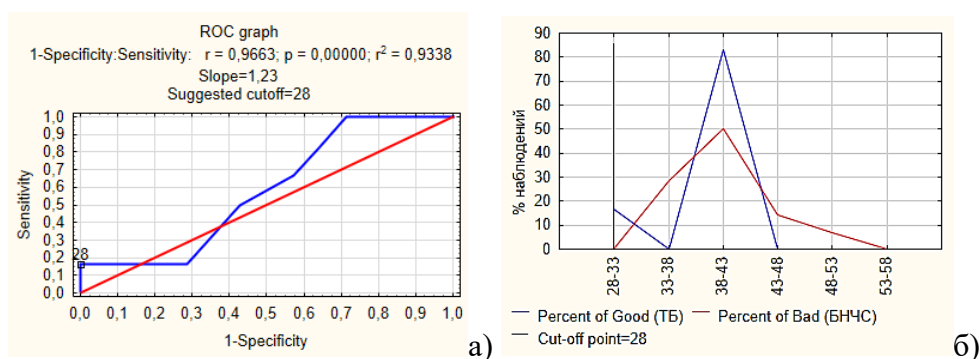 ROC graph
1-Specificity:Sensitivity: r = 0,9663; p = 0,00000; r² = 0,9338
Slope=1,23
Suggested cutoff=28
Sensitivity
1,0
0,9
0,8
0,7
0,6
0,5
0,4
0,3
0,2
0,1
0,0
28
0,0 0,1 0,2 0,3 0,4 0,5 0,6 0,7 0,8 0,9 1,0
1-Specificity
а)
% наблюдений
90
80
70
60
50
40
30
20
10
0
28-33 33-38 38-43 43-48 48-53 53-58
Percent of Good (ТБ) Percent of Bad (БНЧС)
Cut-off point=28
б)